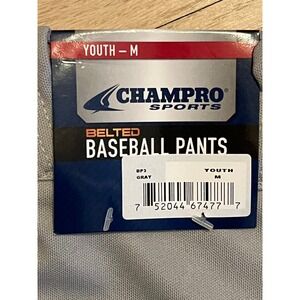 YOUTH – M
CHAMPRO
SPORTS
BELTED
BASEBALL PANTS
BP3 YOUTH
GRAY M
7 52044 67477 7